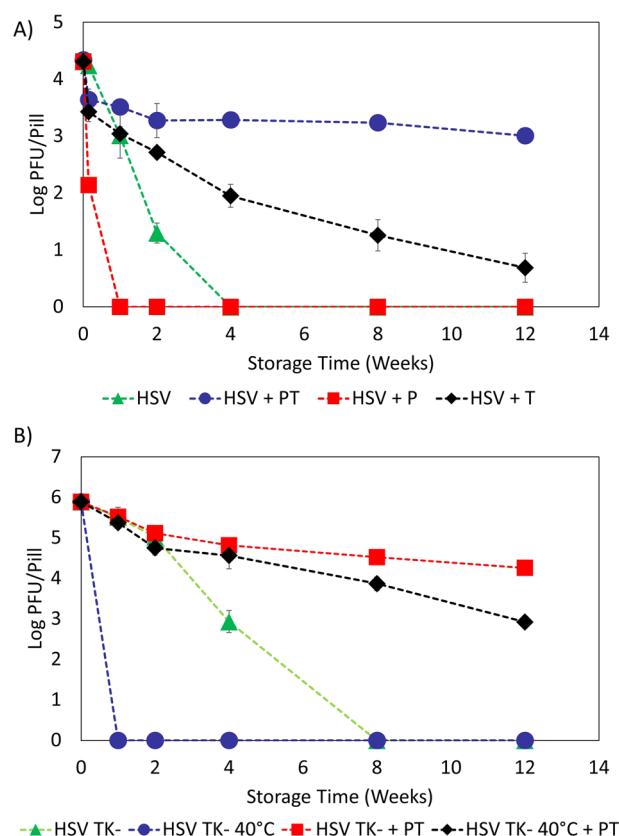 A)
Log PFU/Pill
5
4
3
2
1
0
0 2 4 6 8 10 12 14
Storage Time (Weeks)
HSV HSV + PT HSV + P HSV + T
B)
Log PFU/Pill
7
6
5
4
3
2
1
0
0 2 4 6 8 10 12 14
Storage Time (Weeks)
HSV TK- HSV TK- 40°C HSV TK- + PT HSV TK- 40°C + PT